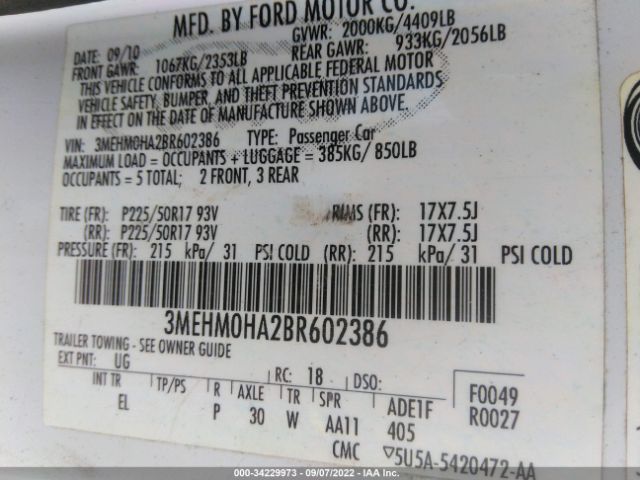 MFD. BY FORD MOTOR CO.
DATE: 09/10 GVWR: 2000KG/4409LB
FRONT GAWR: 1067KG/2353LB REAR GAWR: 933KG/2056LB
THIS VEHICLE CONFORMS TO ALL APPLICABLE FEDERAL MOTOR
VEHICLE SAFETY, BUMPER, AND THEFT PREVENTION STANDARDS
IN EFFECT ON THE DATE OF MANUFACTURE SHOWN ABOVE.
VIN: 3MEHM0HA2BR602386 TYPE: Passenger Car
MAXIMUM LOAD = OCCUPANTS + LUGGAGE = 385KG/ 850LB
OCCUPANTS = 5 TOTAL; 2 FRONT, 3 REAR
TIRE (FR): P225/50R17 93V RIMS (FR): 17X7.5J
(RR): P225/50R17 93V (RR): 17X7.5J
PRESSURE (FR): 215 kPa/ 31 PSI COLD (RR): 215 kPa/ 31 PSI COLD
3MEHM0HA2BR602386
TRAILER TOWING - SEE OWNER GUIDE
EXT PNT: UG RC: 18 DSO: F0049
INT TR TP/PS R AXLE TR SPR ADE1F R0027
EL P 30 W AA11 405
CMC ▽5U5A-5420472-AA
000-34229973 - 09/07/2022 - IAA INC.